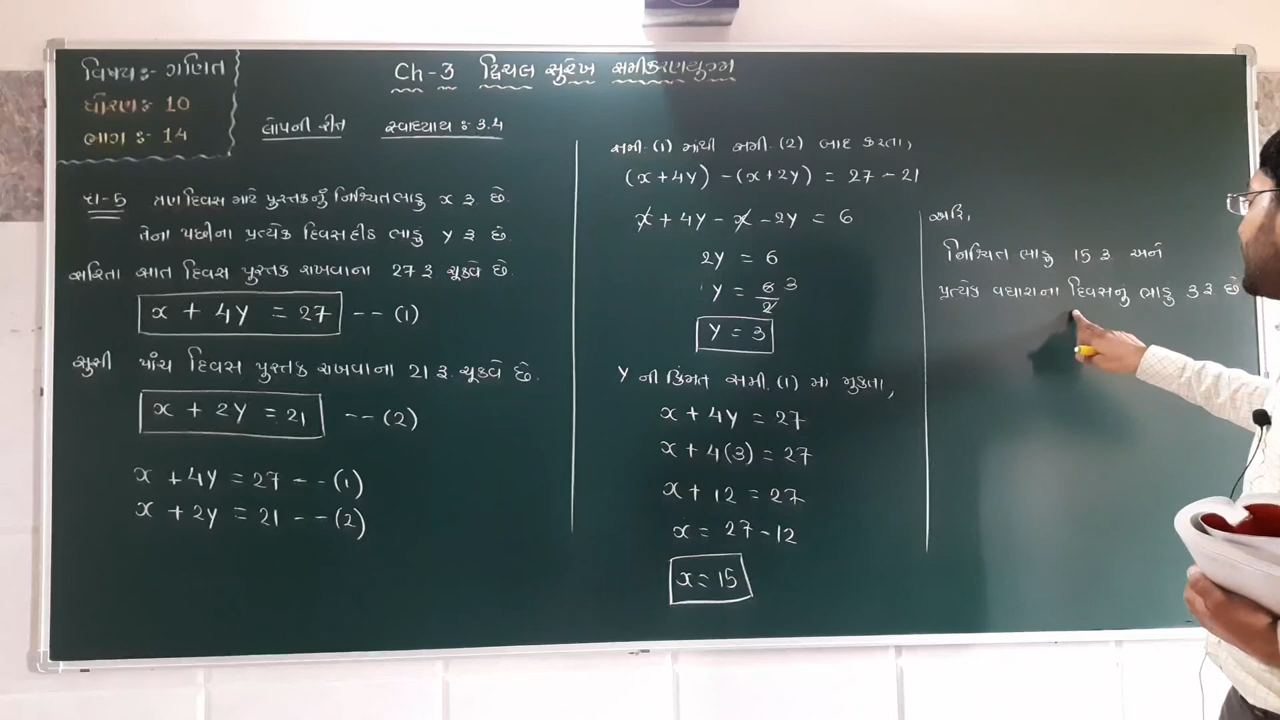 વિષય :- ગણિત
ધોરણ :- 10
ભાગ :- 14
Ch-3 દ્વિચલ સુરેખ સમીકરણયુગ્મ
લોપની રીત સ્વાધ્યાય :- 3.4
રા-5 ત્રણ દિવસ માટે પુસ્તકનું નિશ્ચિત ભાડુ x રૂ. છે.
તેના પછીના પ્રત્યેક દિવસ દીઠ ભાડું y રૂ છે.
સરિતા સાત દિવસ પુસ્તક રાખવાના 27 રૂ ચૂકવે છે.
x + 4y = 27 -- (1)
સુસી પાંચ દિવસ પુસ્તક રાખવાના 21 રૂ. ચૂકવે છે.
x + 2y = 21 -- (2)
x + 4y = 27 -- (1)
x + 2y = 21 -- (2)
સમી. (1) માંથી સમી. (2) બાદ કરતા,
(x + 4y) - (x + 2y) = 27 - 21
x + 4y - x - 2y = 6
2y = 6
y = 6/2 3
y = 3
y ની કિંમત સમી. (1) માં મુકતા,
x + 4y = 27
x + 4(3) = 27
x + 12 = 27
x = 27 - 12
x = 15
નિશ્ચિત ભાડુ 15 રૂ અને
પ્રત્યેક વધારાના દિવસનું ભાડુ 3 રૂ. છે